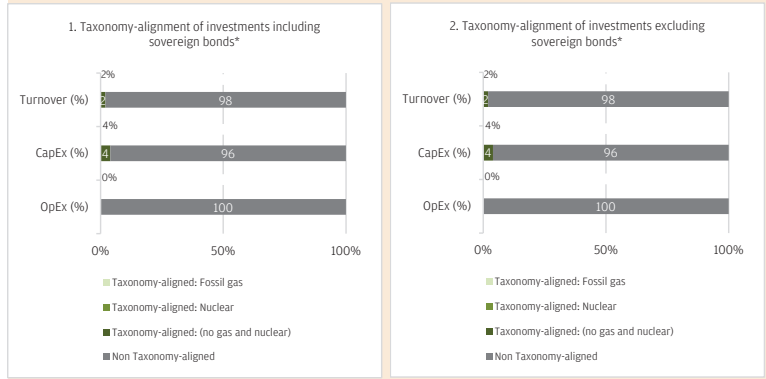 1. Taxonomy-alignment of investments including
sovereign bonds*
2%
Turnover (%)
2
98
4%
CapEx (%)
4
96
0%
OpEx (%)
100
0%
50%
100%
Taxonomy-aligned: Fossil gas
Taxonomy-aligned: Nuclear
Taxonomy-aligned: (no gas and nuclear)
Non Taxonomy-aligned
2. Taxonomy-alignment of investments excluding
sovereign bonds*
2%
Turnover (%)
2
98
4%
CapEx (%)
4
96
0%
OpEx (%)
100
0%
50%
100%
Taxonomy-aligned: Fossil gas
Taxonomy-aligned: Nuclear
Taxonomy-aligned: (no gas and nuclear)
Non Taxonomy-aligned